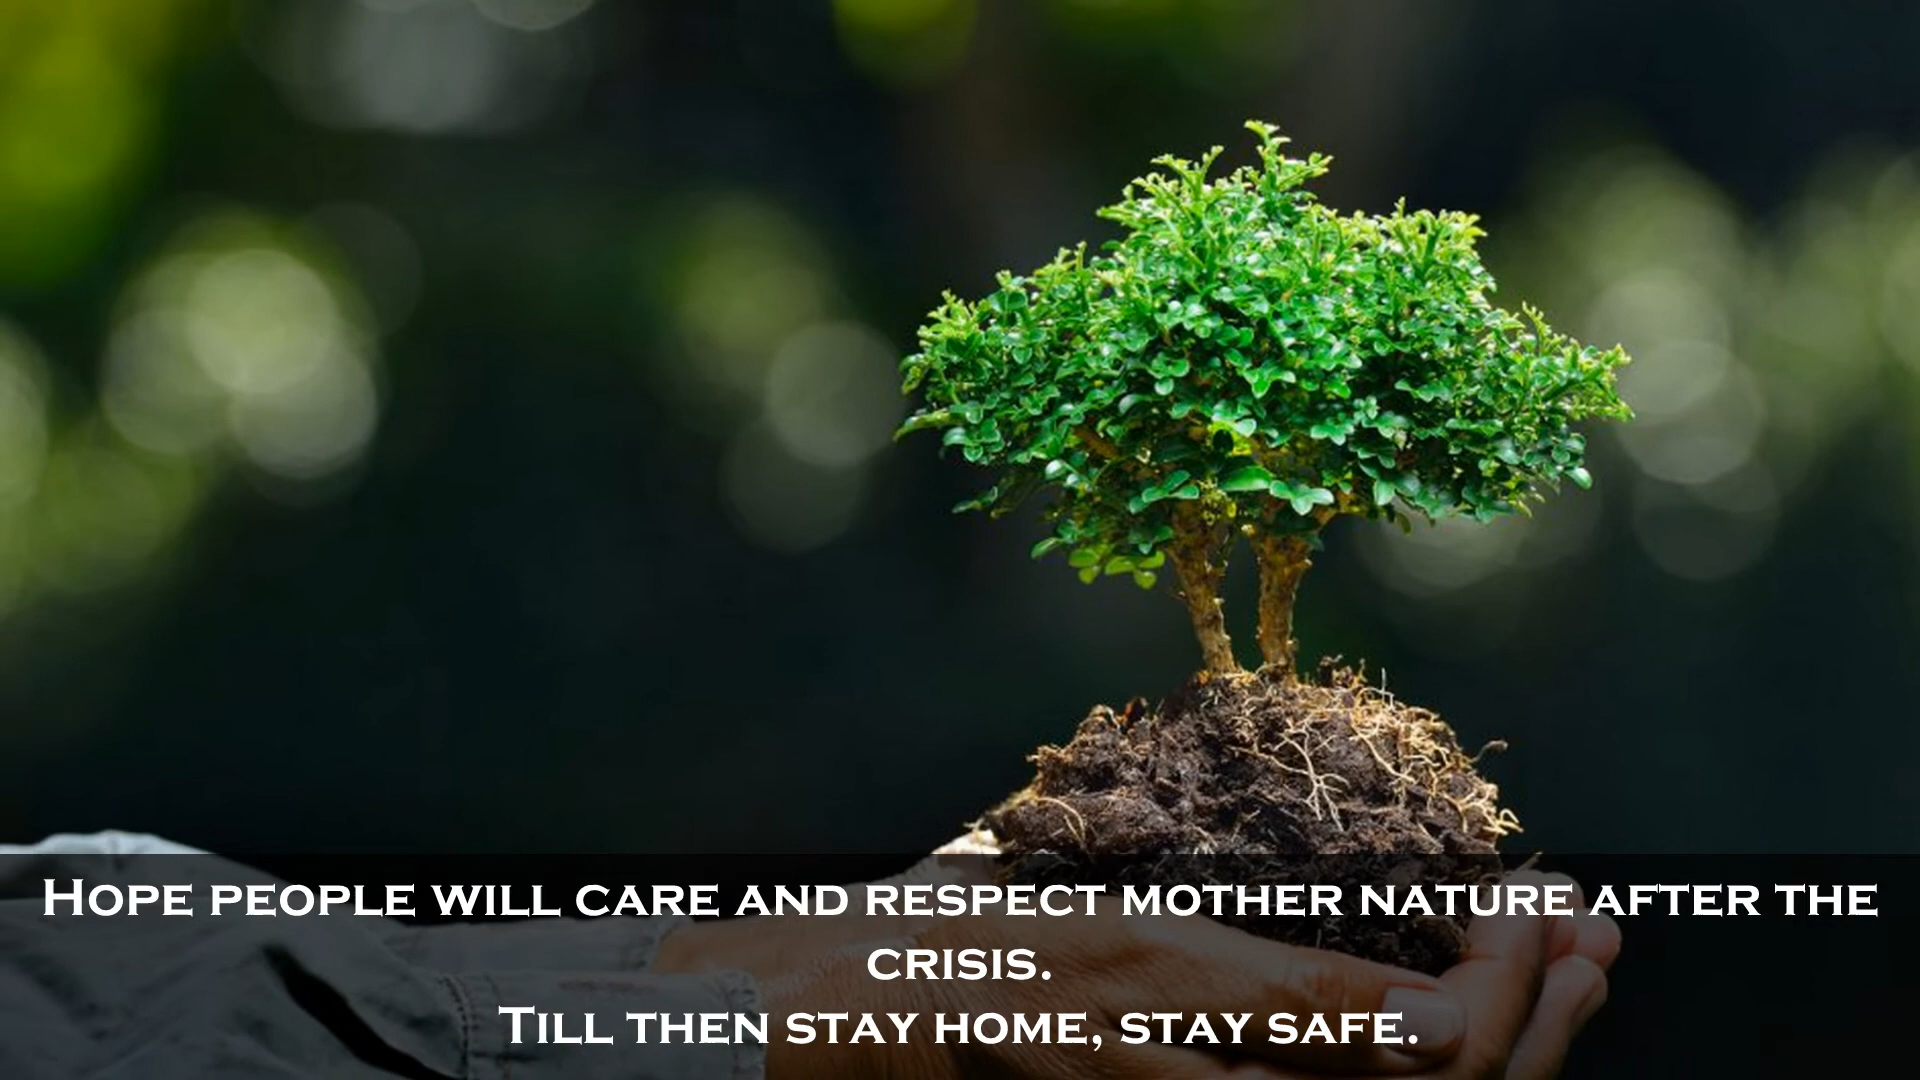 Hope people will care and respect mother nature after the
crisis.
Till then stay home, stay safe.